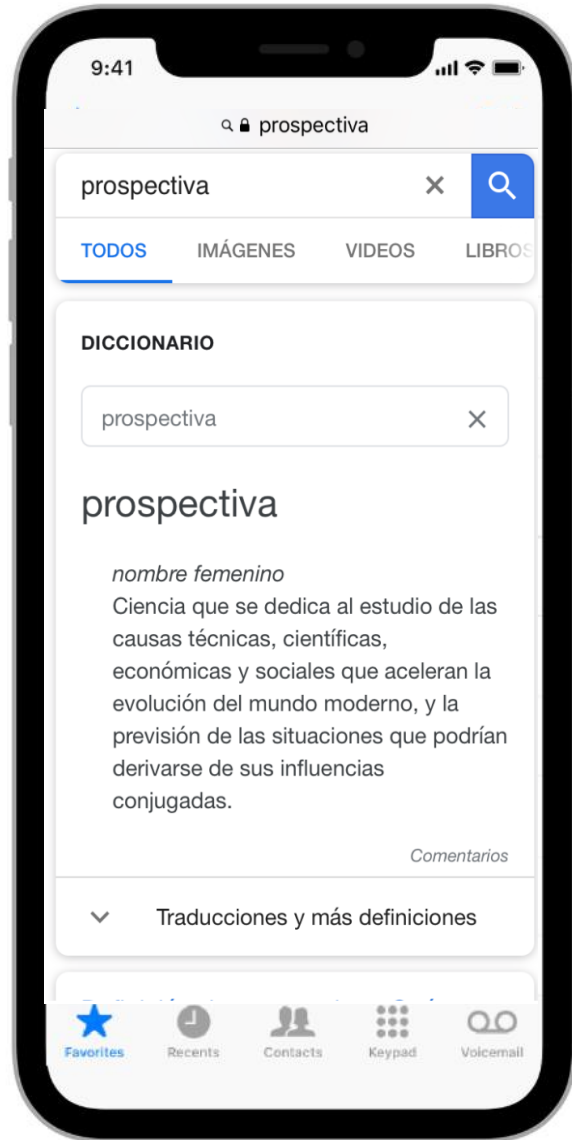 9:41
prospectiva
prospectiva
TODOS IMÁGENES VIDEOS LIBROS
DICCIONARIO
prospectiva
prospectiva
nombre femenino
Ciencia que se dedica al estudio de las
causas técnicas, científicas,
económicas y sociales que aceleran la
evolución del mundo moderno, y la
previsión de las situaciones que podrían
derivarse de sus influencias
conjugadas.
Comentarios
Traducciones y más definiciones
Favorites Recents Contacts Keypad Voicemail